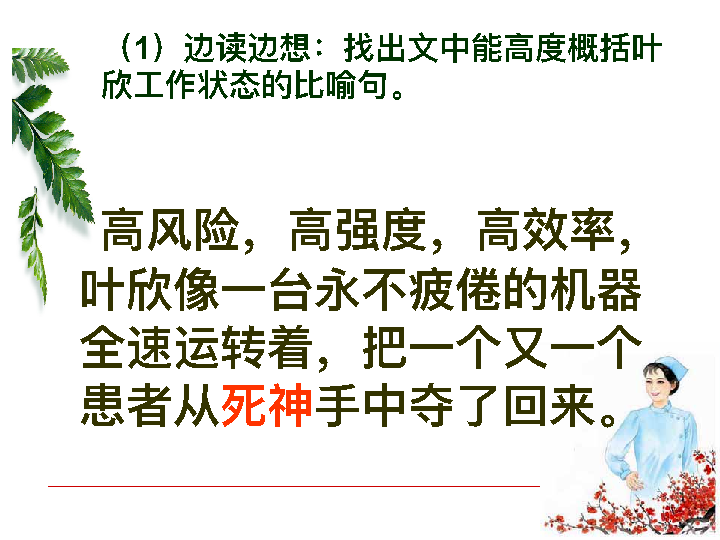 （1）边读边想：找出文中能高度概括叶
欣工作状态的比喻句。
高风险，高强度，高效率，
叶欣像一台永不疲倦的机器
全速运转着，把一个又一个
患者从死神手中夺了回来。